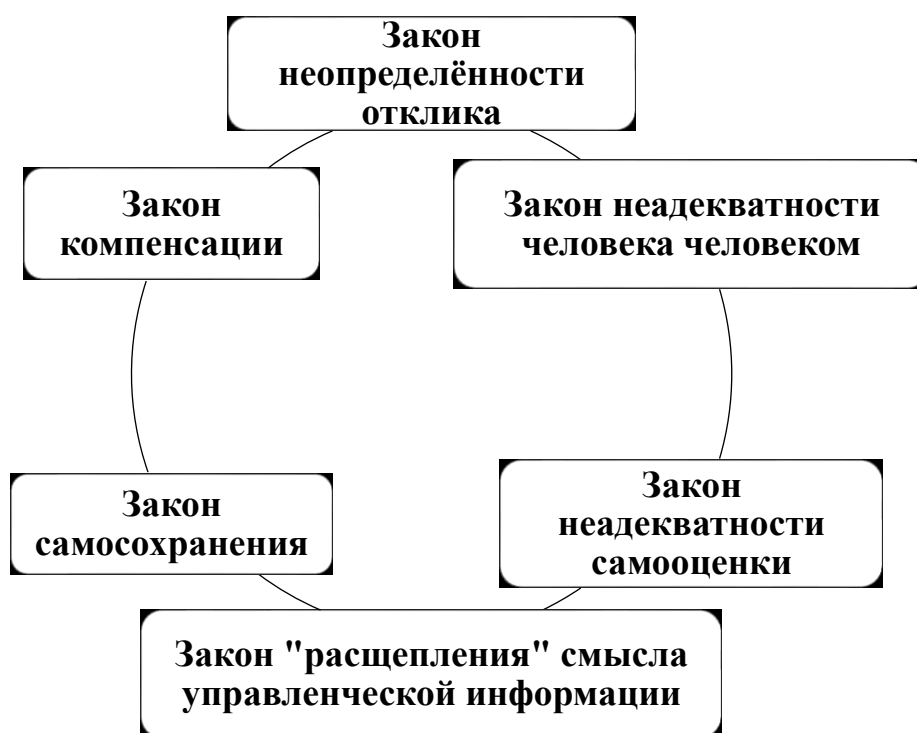 Закон
неопределённости
отклика
Закон
компенсации
Закон неадекватности
человека человеком
Закон
самосохранения
Закон
неадекватности
самооценки
Закон "расщепления" смысла
управленческой информации